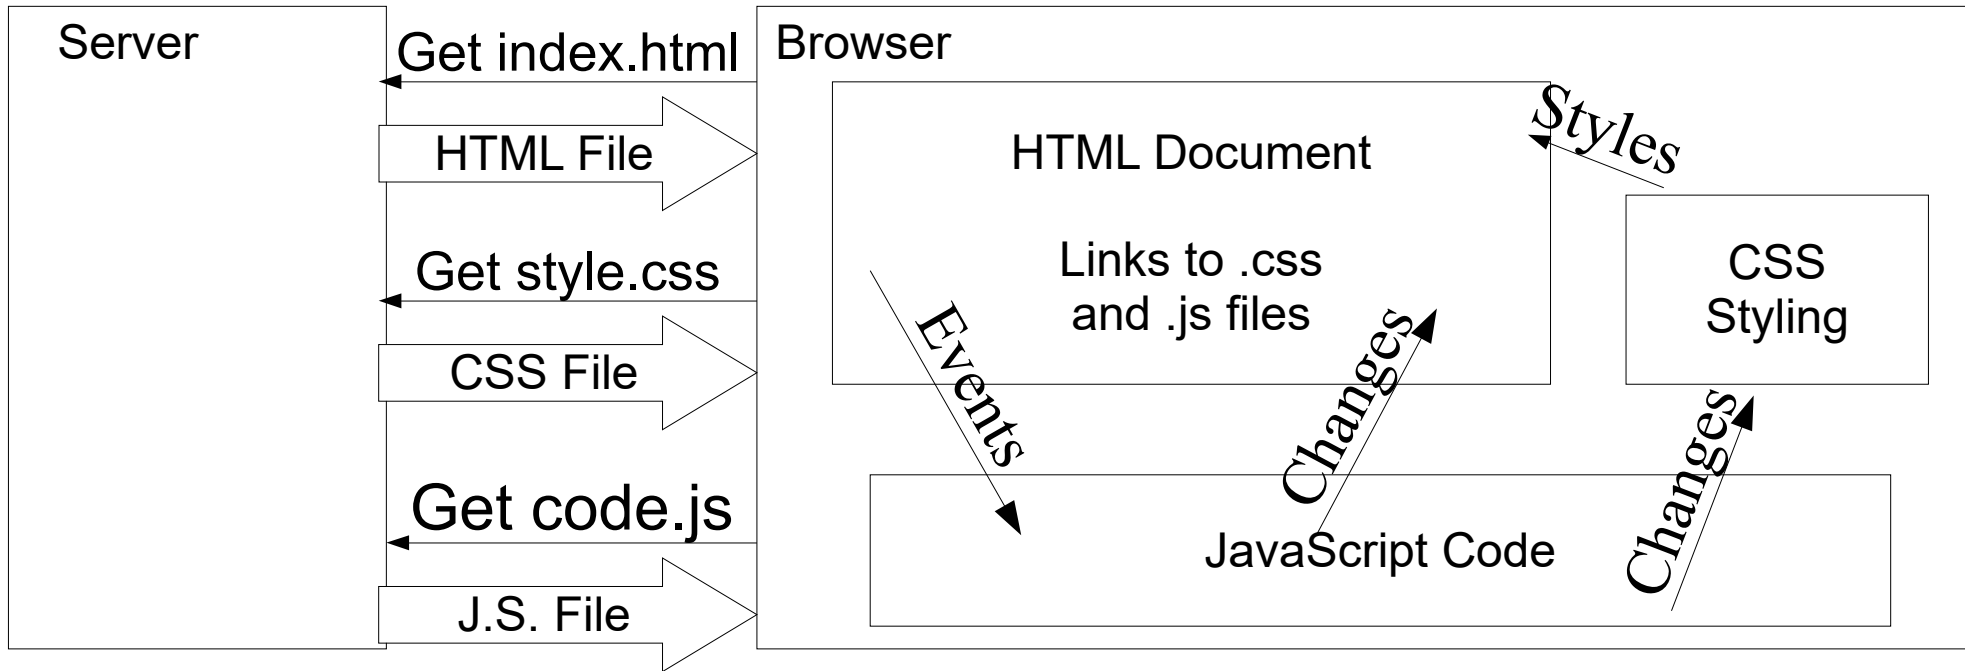 Server
Get index.html
HTML File
Get style.css
CSS File
Get code.js
J.S. File
Browser
HTML Document
Links to .css
and .js files
Styles
CSS
Styling
Events
Changes
Changes
JavaScript Code